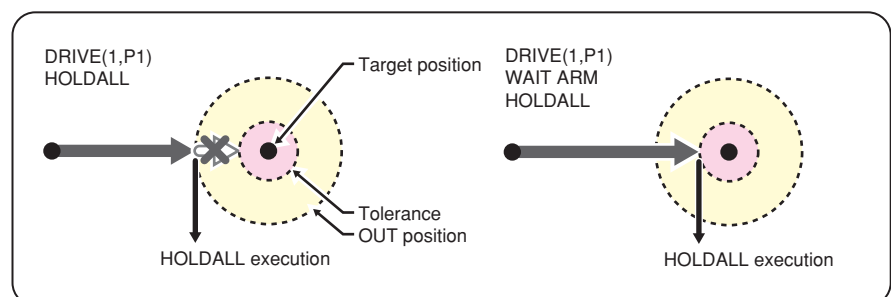 DRIVE(1,P1)
HOLDALL
Target position
Tolerance
OUT position
HOLDALL execution
DRIVE(1,P1)
WAIT ARM
HOLDALL
HOLDALL execution